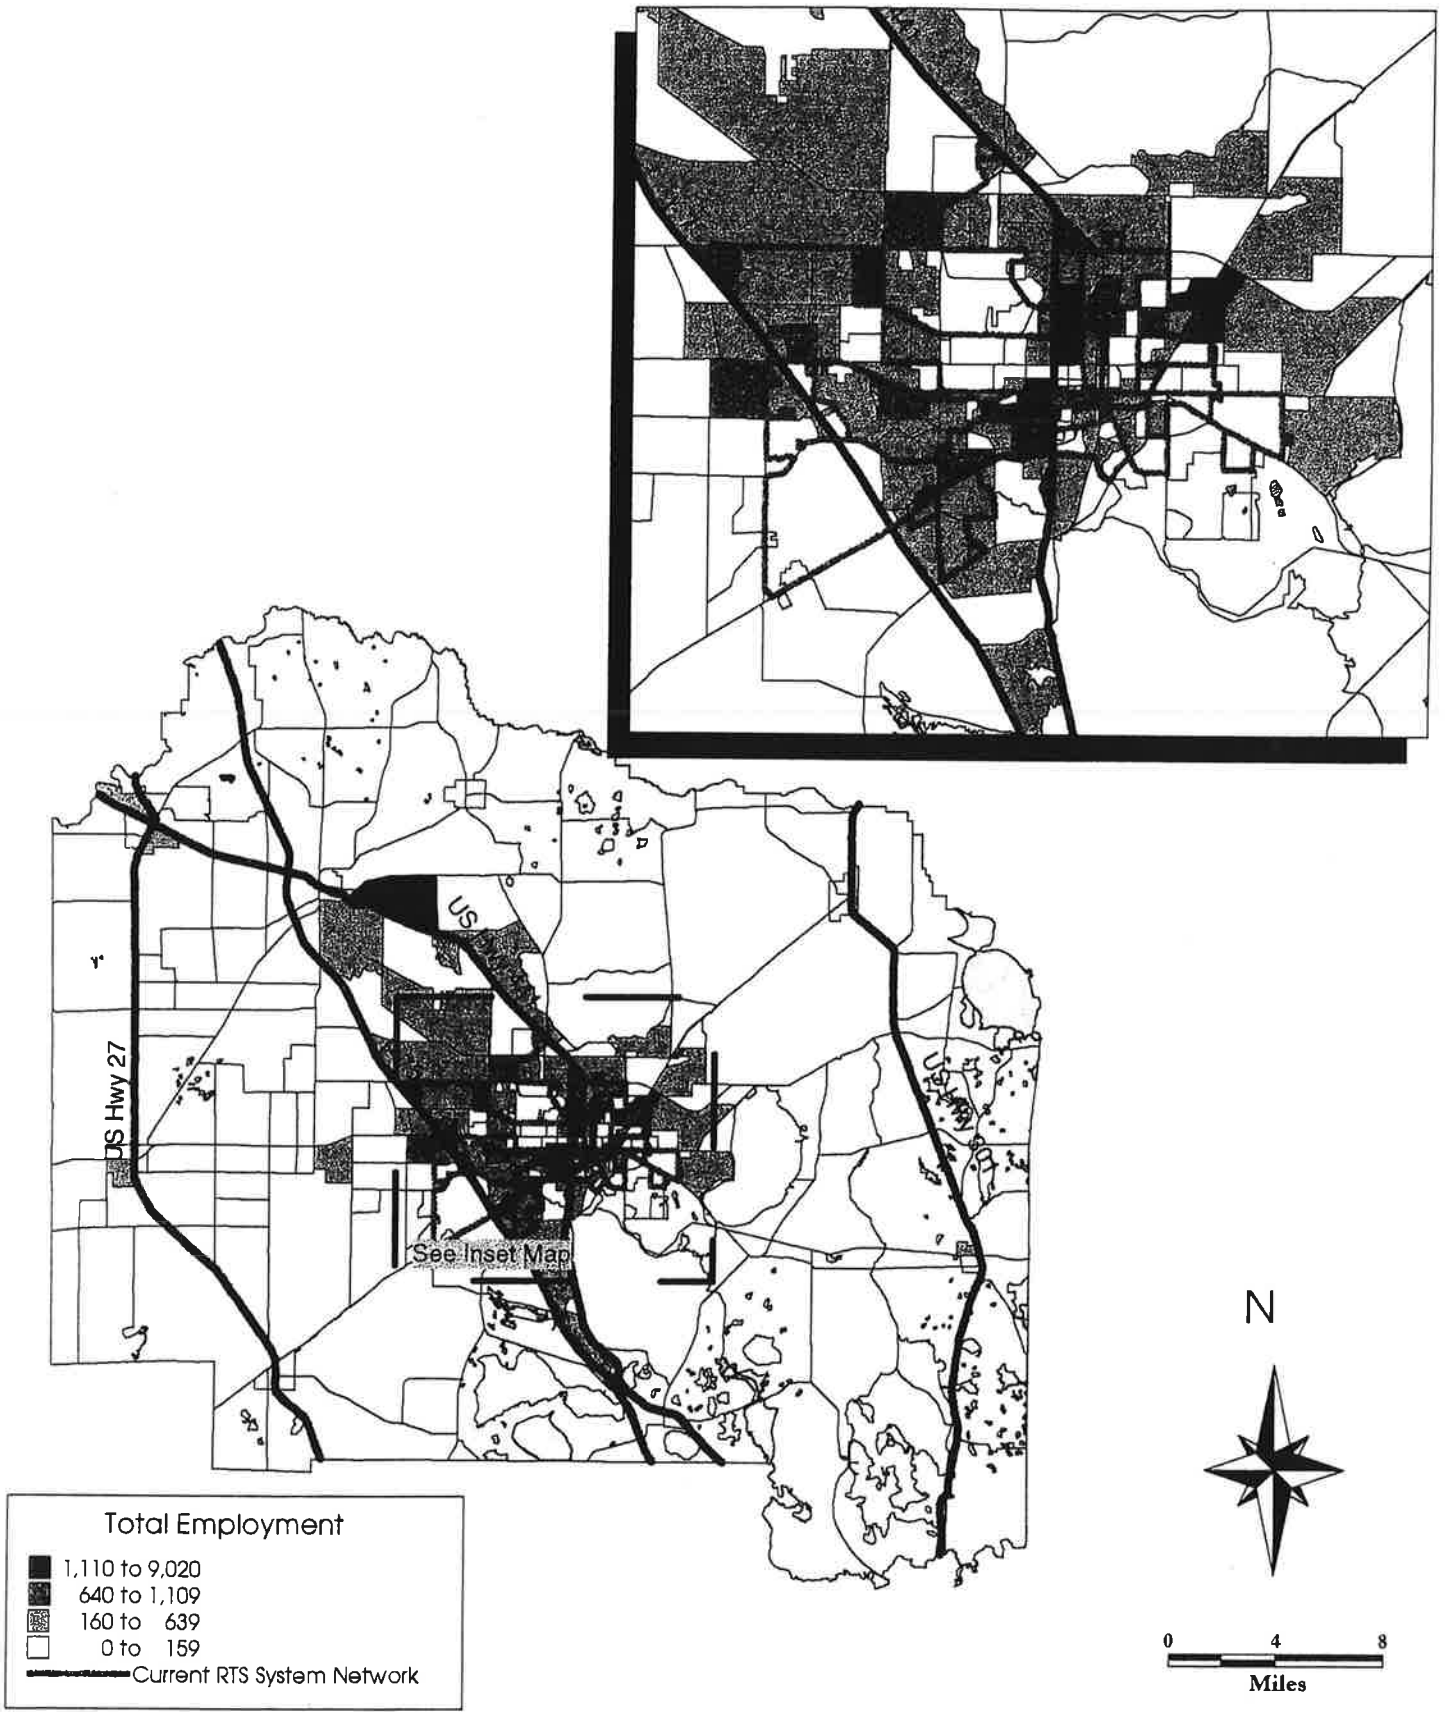 US
US Hwy 27
See Inset Map
N
Total Employment
1,110 to 9,020
640 to 1,109
160 to 639
0 to 159
Current RTS System Network
0 4 8
Miles